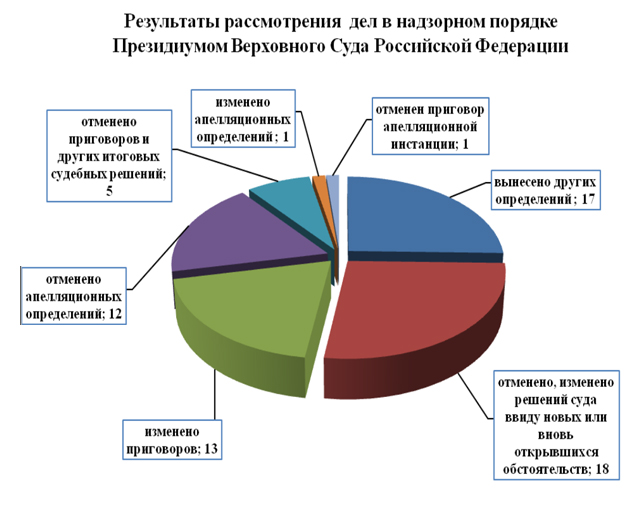 Результаты рассмотрения дел в надзорном порядке
Президиумом Верховного Суда Российской Федерации
изменено
апелляционных
определений; 1
отменен приговор
апелляционной
инстанции; 1
отменено
приговоров и
других итоговых
судебных решений;
5
вынесено других
определений; 17
отменено
апелляционных
определений; 12
отменено, изменено
решений суда
ввиду новых или
вновь
открывшихся
обстоятельств; 18
изменено
приговоров; 13